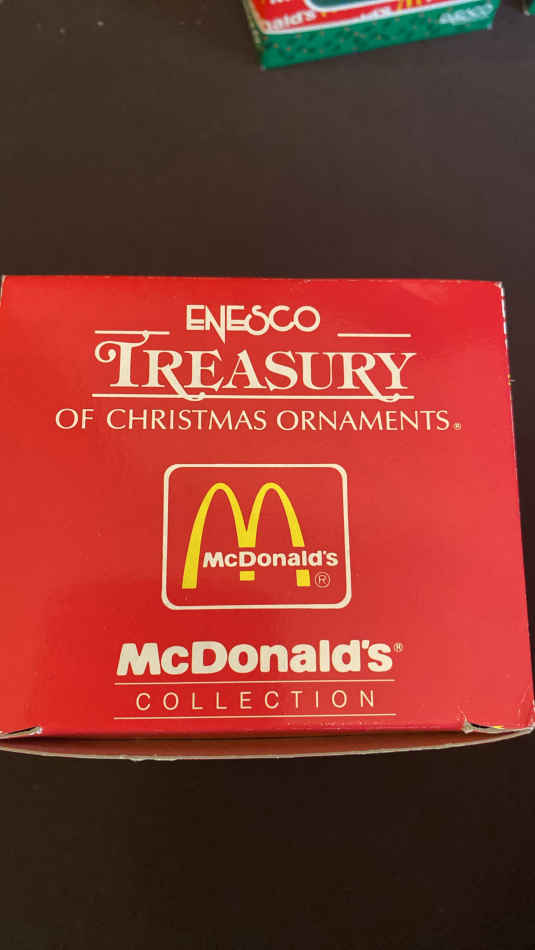 ENESCO
TREASURY
OF CHRISTMAS ORNAMENTS®
McDonald's
®
McDonald's®
COLLECTION